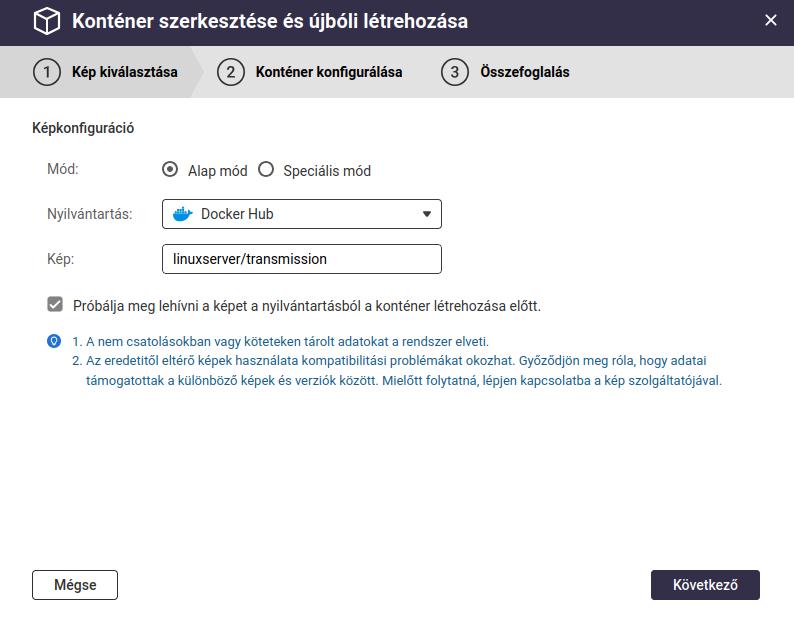 Konténer szerkesztése és újbóli létrehozása
1 Kép kiválasztása 2 Konténer konfigurálása 3 Összefoglalás
Képkonfiguráció
Mód: Alap mód Speciális mód
Nyilvántartás: Docker Hub
Kép: linuxserver/transmission
Próbálja meg lehívni a képet a nyilvántartásból a konténer létrehozása előtt.
1. A nem csatolásokban vagy köteteken tárolt adatokat a rendszer elveti.
2. Az eredetitől eltérő képek használata kompatibilitási problémákat okozhat. Győződjön meg róla, hogy adatai
támogatottak a különböző képek és verziók között. Mielőtt folytatná, lépjen kapcsolatba a kép szolgáltatójával.
Mégse Következő